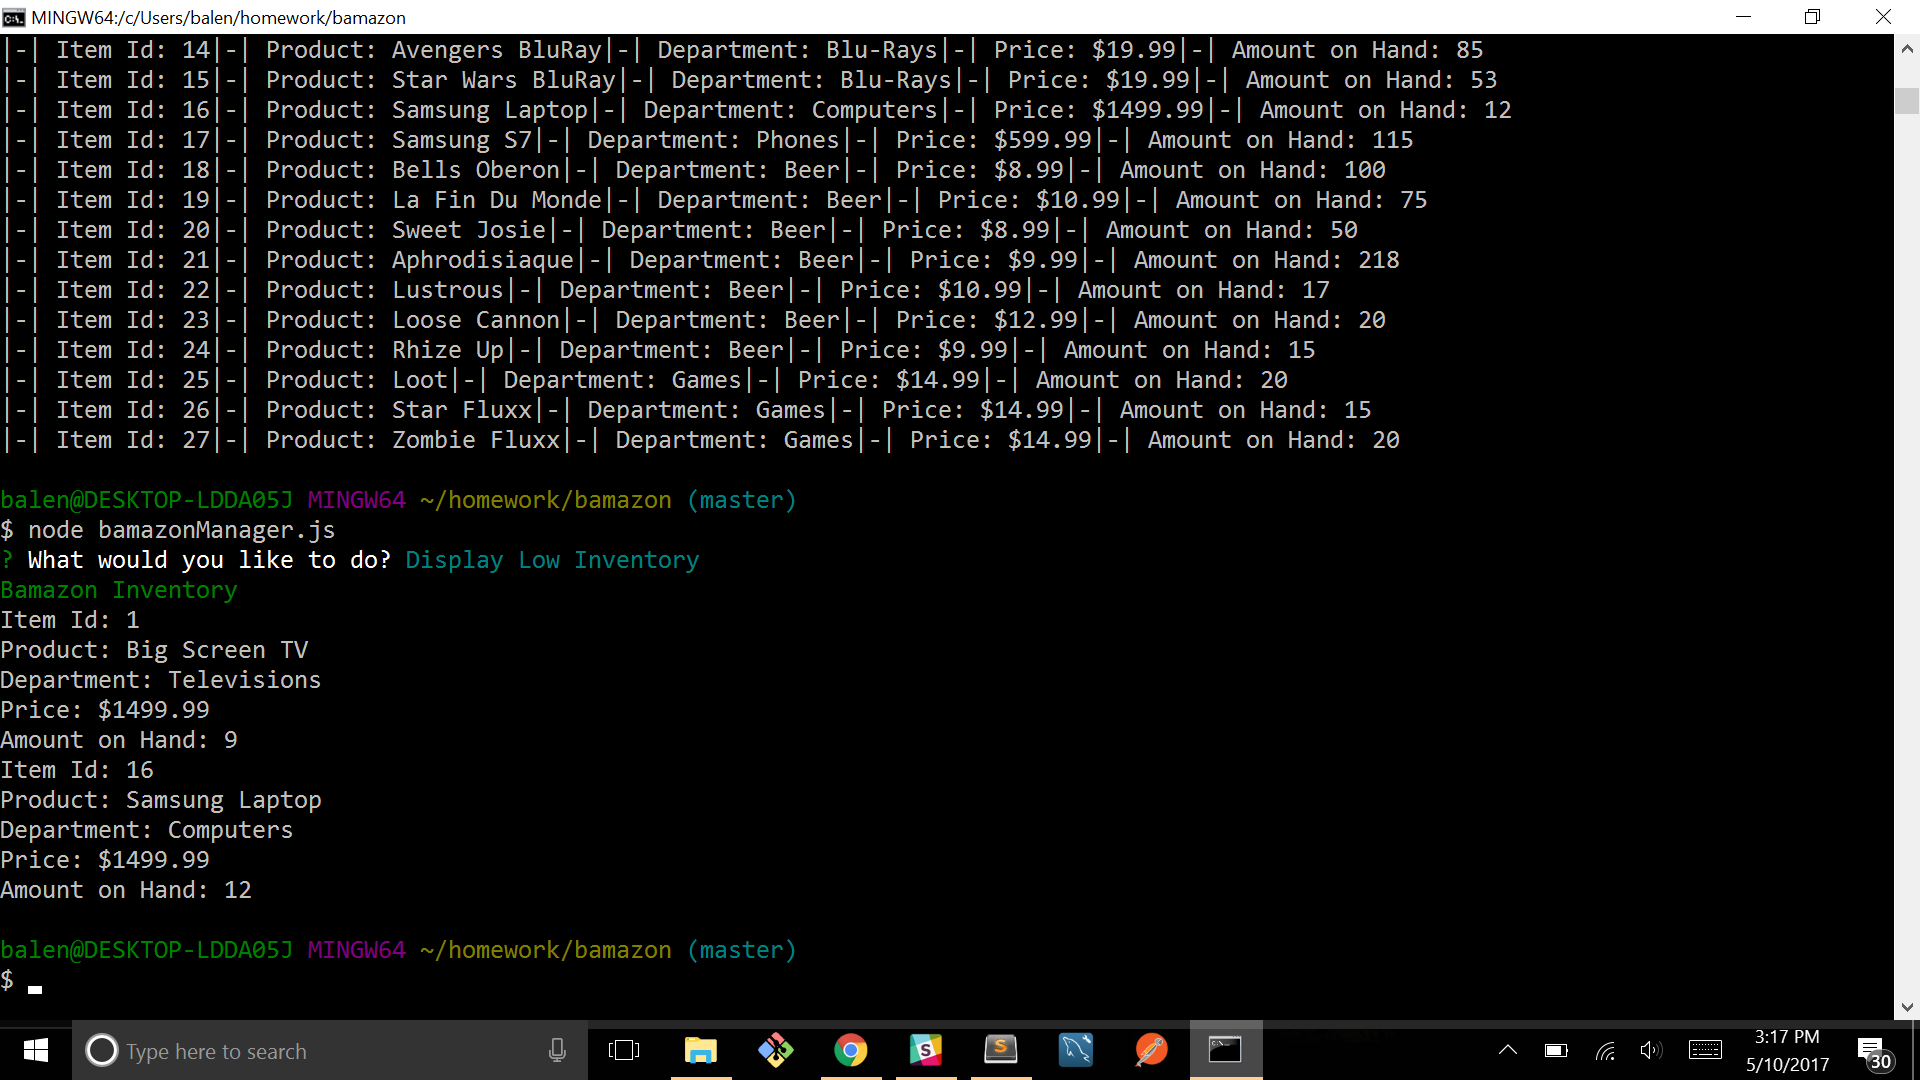 MINGW64:/c/Users/balen/homework/bamazon
|-| Item Id: 14|-| Product: Avengers BluRay|-| Department: Blu-Rays|-| Price: $19.99|-| Amount on Hand: 85
|-| Item Id: 15|-| Product: Star Wars BluRay|-| Department: Blu-Rays|-| Price: $19.99|-| Amount on Hand: 53
|-| Item Id: 16|-| Product: Samsung Laptop|-| Department: Computers|-| Price: $1499.99|-| Amount on Hand: 12
|-| Item Id: 17|-| Product: Samsung S7|-| Department: Phones|-| Price: $599.99|-| Amount on Hand: 115
|-| Item Id: 18|-| Product: Bells Oberon|-| Department: Beer|-| Price: $8.99|-| Amount on Hand: 100
|-| Item Id: 19|-| Product: La Fin Du Monde|-| Department: Beer|-| Price: $10.99|-| Amount on Hand: 75
|-| Item Id: 20|-| Product: Sweet Josie|-| Department: Beer|-| Price: $8.99|-| Amount on Hand: 50
|-| Item Id: 21|-| Product: Aphrodisiaque|-| Department: Beer|-| Price: $9.99|-| Amount on Hand: 218
|-| Item Id: 22|-| Product: Lustrous|-| Department: Beer|-| Price: $10.99|-| Amount on Hand: 17
|-| Item Id: 23|-| Product: Loose Cannon|-| Department: Beer|-| Price: $12.99|-| Amount on Hand: 20
|-| Item Id: 24|-| Product: Rhize Up|-| Department: Beer|-| Price: $9.99|-| Amount on Hand: 15
|-| Item Id: 25|-| Product: Loot|-| Department: Games|-| Price: $14.99|-| Amount on Hand: 20
|-| Item Id: 26|-| Product: Star Fluxx|-| Department: Games|-| Price: $14.99|-| Amount on Hand: 15
|-| Item Id: 27|-| Product: Zombie Fluxx|-| Department: Games|-| Price: $14.99|-| Amount on Hand: 20
balen@DESKTOP-LDDA05J MINGW64 ~/homework/bamazon (master)
$ node bamazonManager.js
? What would you like to do? Display Low Inventory
Bamazon Inventory
Item Id: 1
Product: Big Screen TV
Department: Televisions
Price: $1499.99
Amount on Hand: 9
Item Id: 16
Product: Samsung Laptop
Department: Computers
Price: $1499.99
Amount on Hand: 12
balen@DESKTOP-LDDA05J MINGW64 ~/homework/bamazon (master)
$
Type here to search
3:17 PM
5/10/2017
30